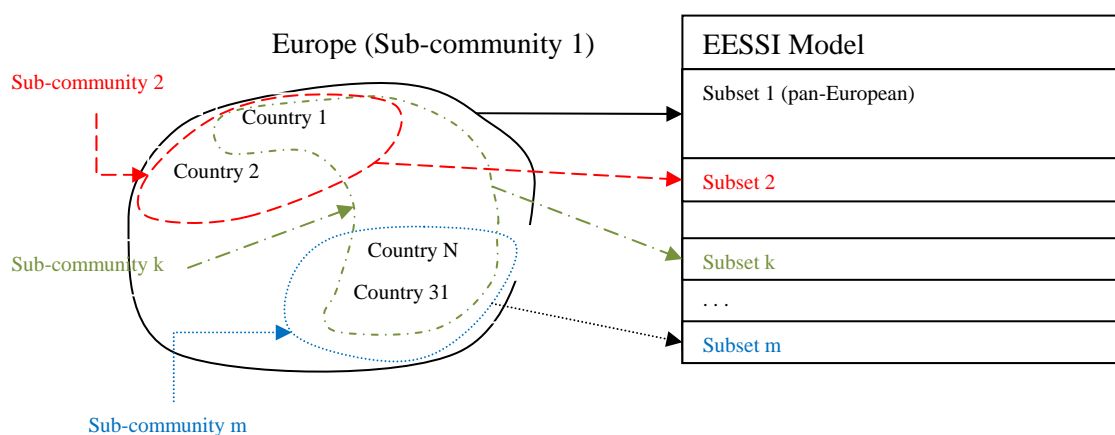 Europe (Sub-community 1)
Sub-community 2
Country 1
Country 2
Sub-community k
Country N
Country 31
Sub-community m
EESSI Model
Subset 1 (pan-European)
Subset 2
Subset k
. . .
Subset m